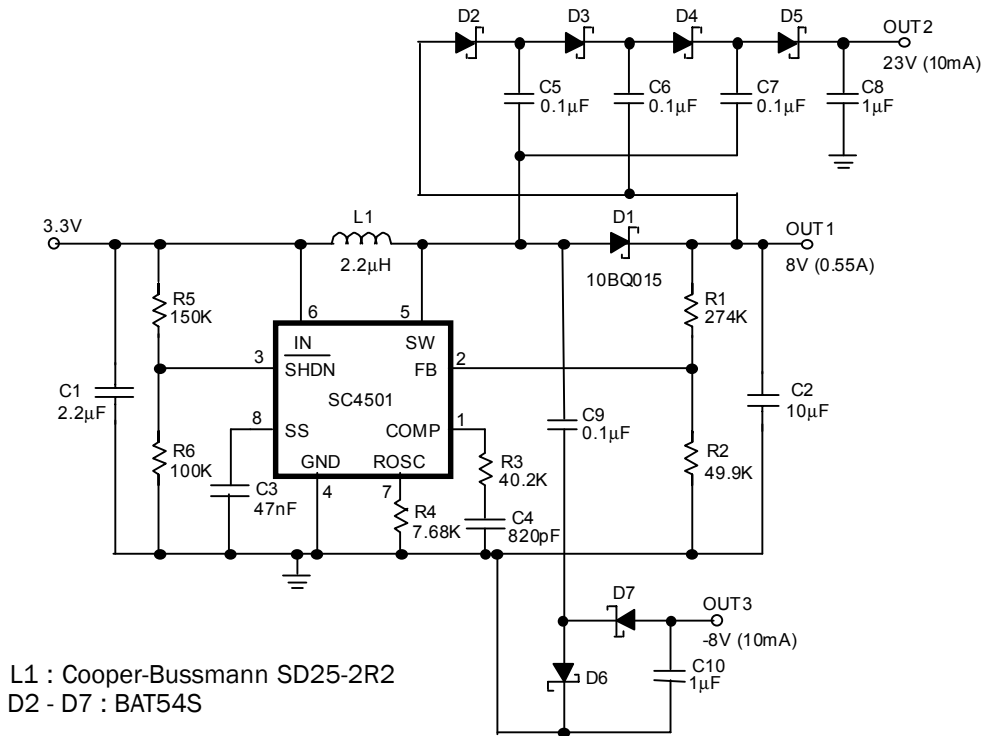 D2
D3
D4
D5
OUT2
23V (10mA)
C5
0.1µF
C6
0.1µF
C7
0.1µF
C8
1µF
3.3V
L1
2.2µH
D1
10BQ015
OUT1
8V (0.55A)
R5
150K
R1
274K
6
5
IN
SW
3
SHDN
FB
2
SC4501
C1
2.2µF
C2
10µF
C9
0.1µF
8
SS
COMP
1
R6
100K
R3
40.2K
R2
49.9K
GND
ROSC
C3
47nF
4
7
R4
7.68K
C4
820pF
D7
OUT3
-8V (10mA)
D6
C10
1µF
L1 : Cooper-Bussmann SD25-2R2
D2 - D7 : BAT54S